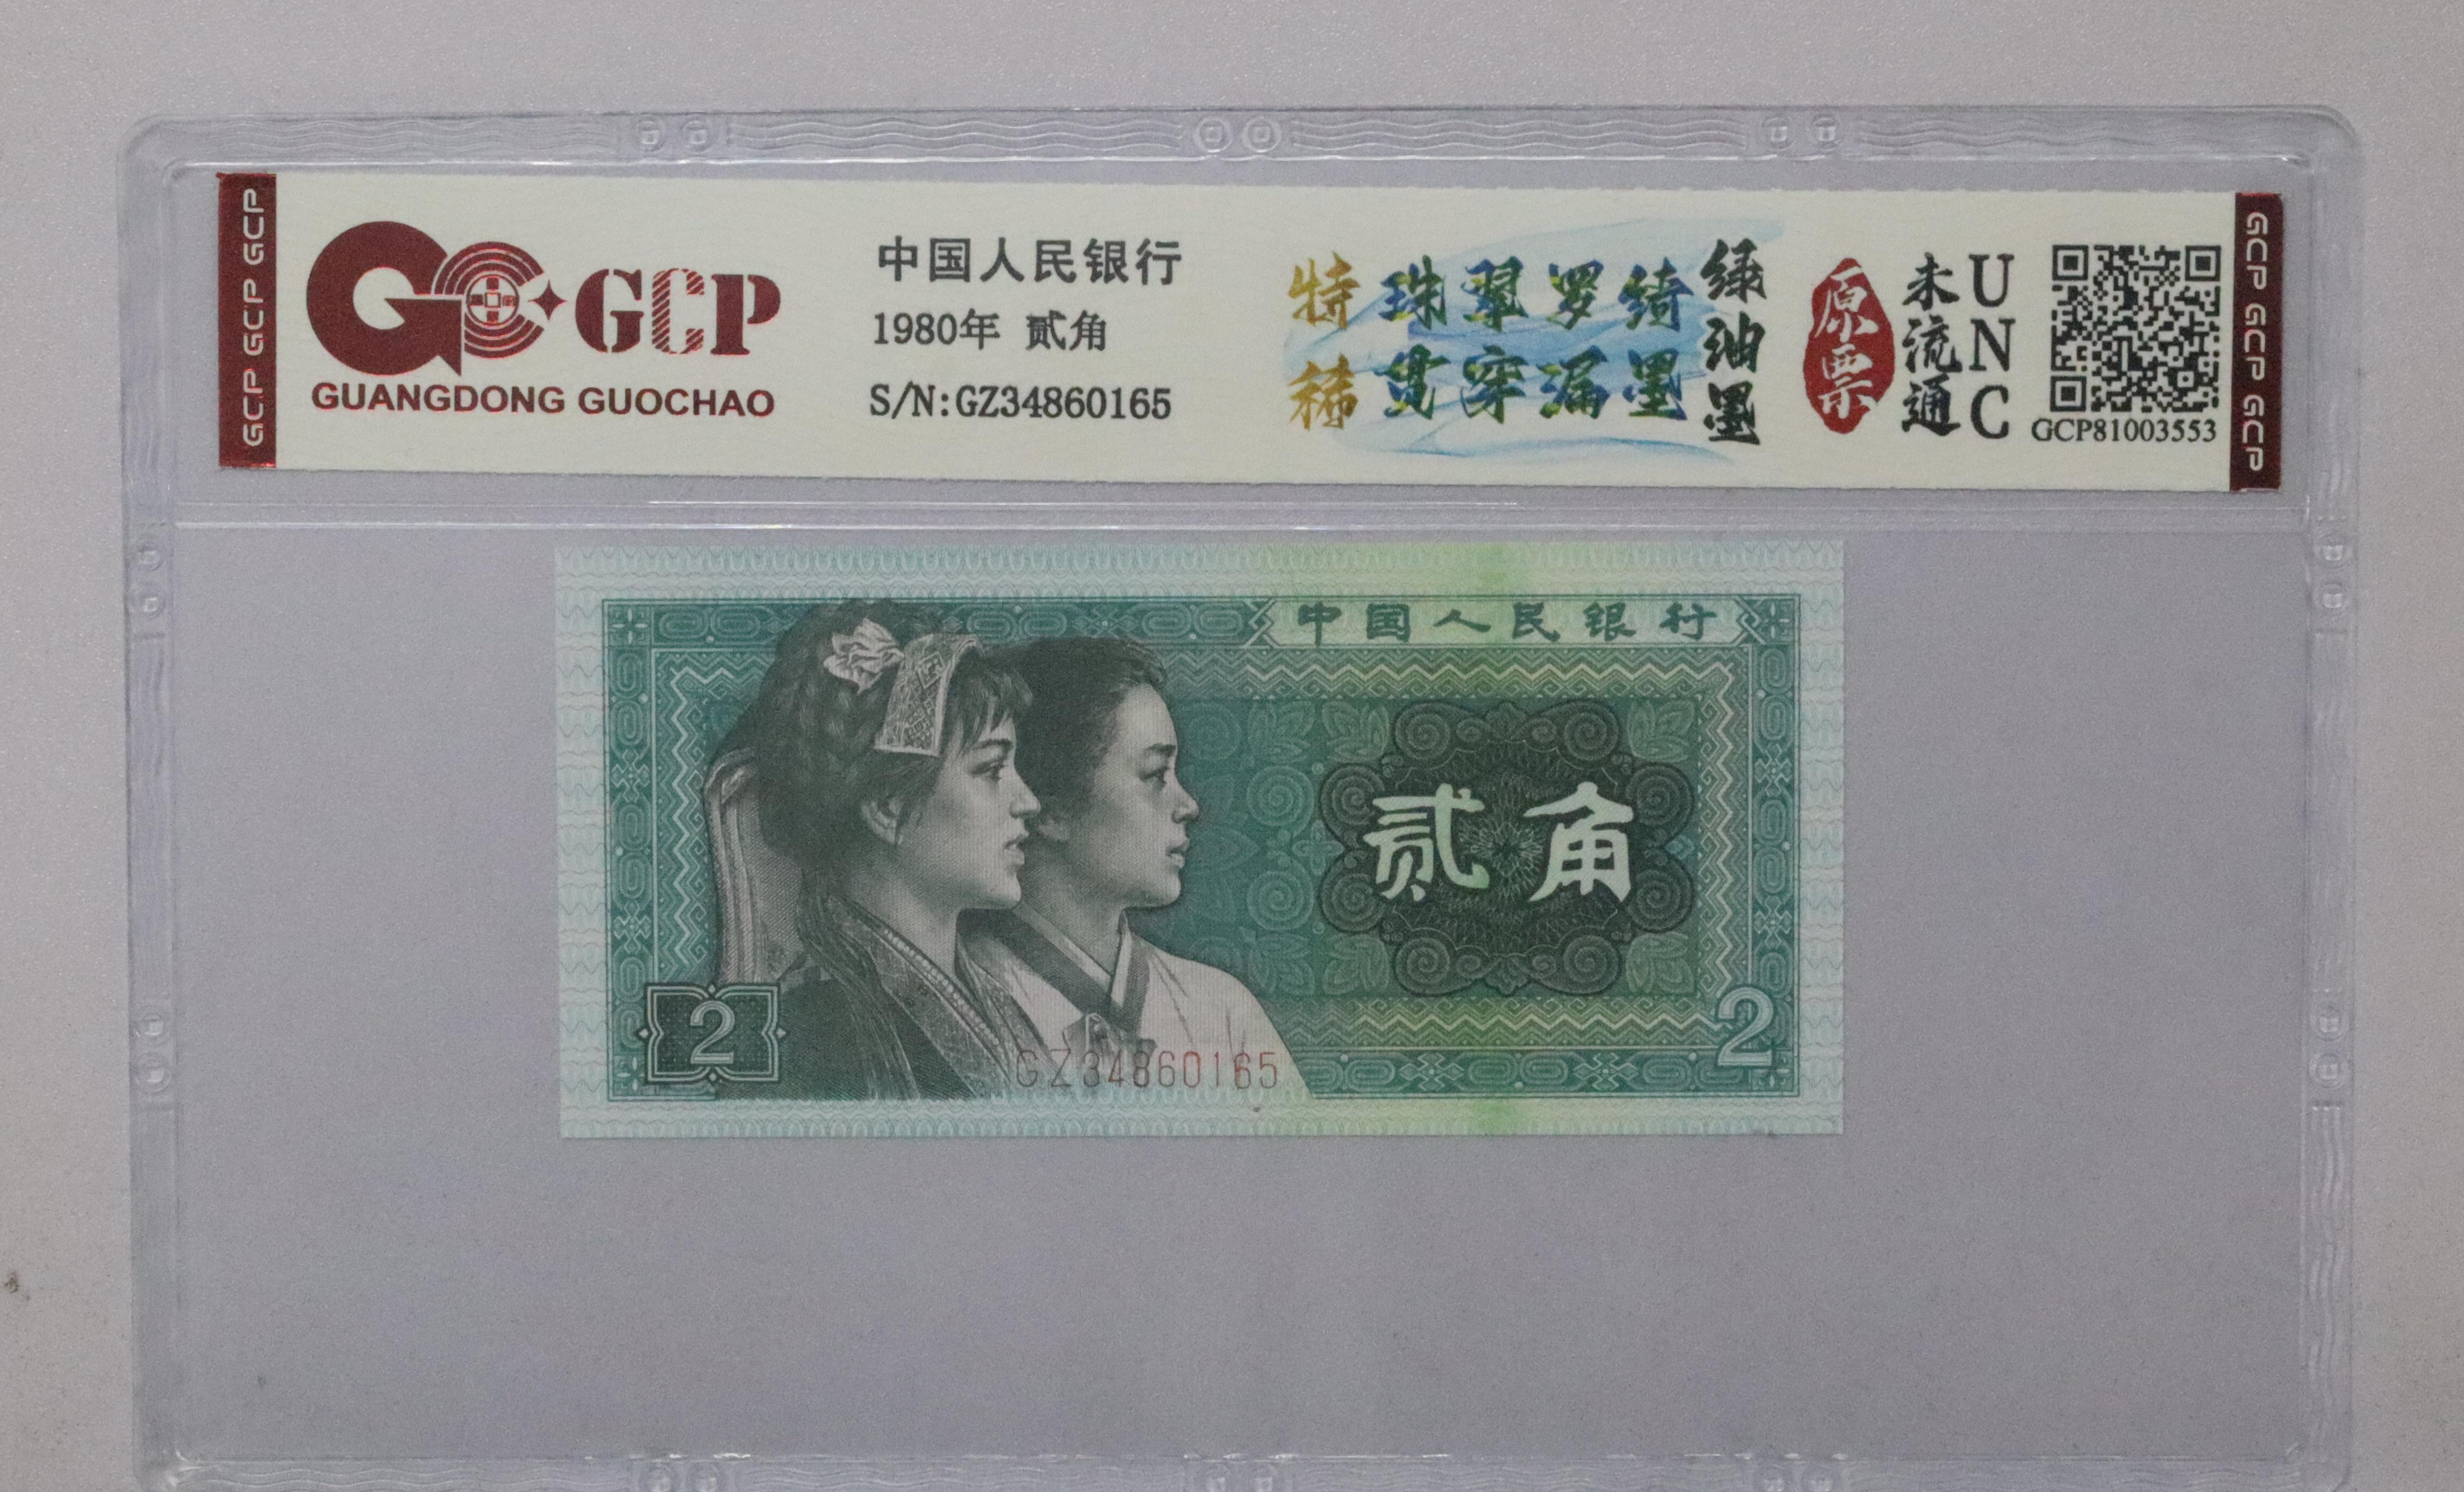 GCP GCP GCP
GCP
GUANGDONG GUOCHAO
中国人民银行
1980年 贰角
S/N:GZ34860165
特稀
珠翠罗绮
贯穿漏墨
绿油墨
原票
未流通
UNC
GCP81003553
GCP GCP GCP
中国人民银行
贰角
2
GZ34860165
2